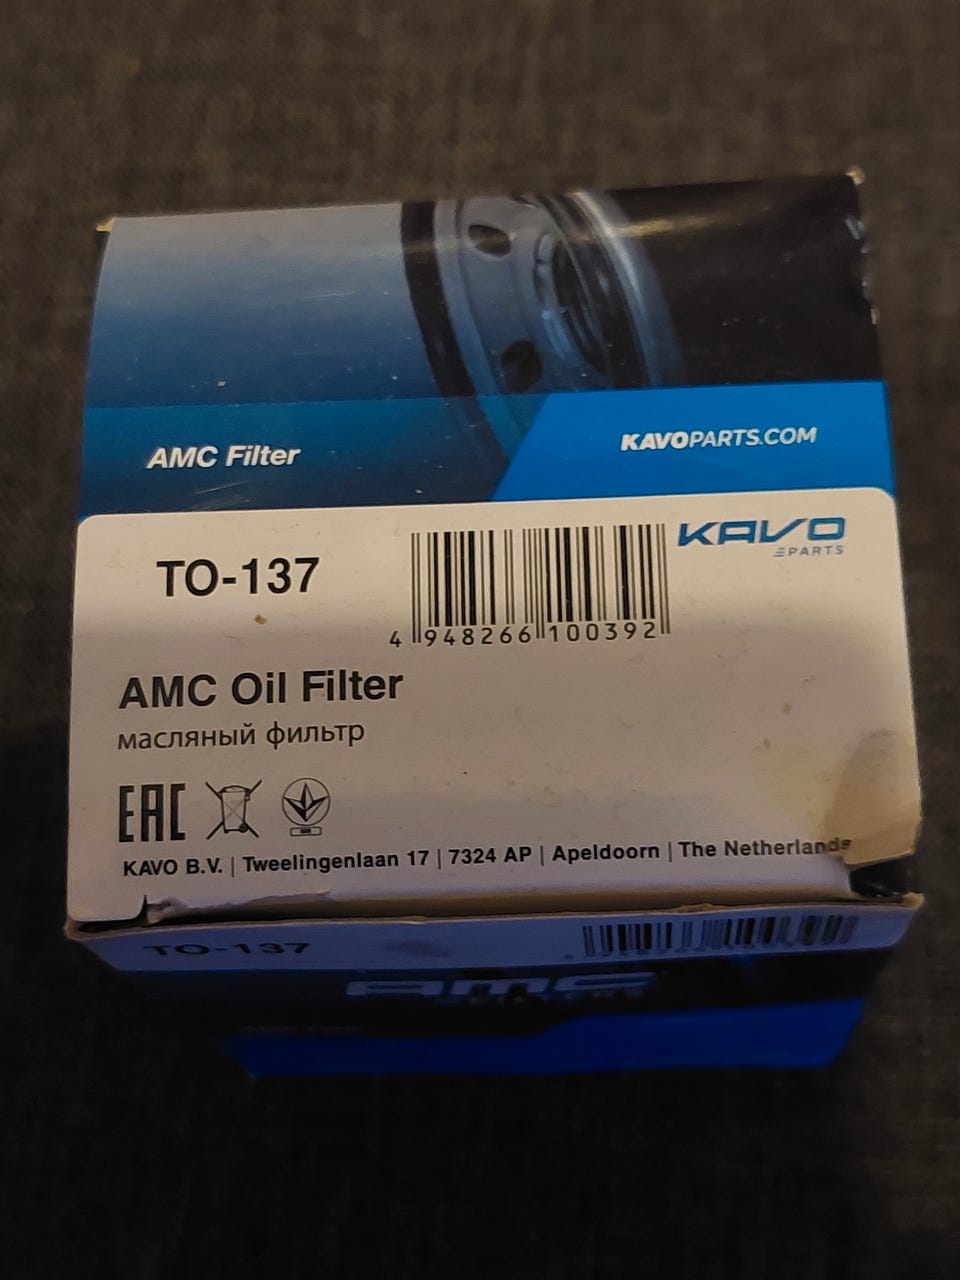 AMC Filter
KAVOPARTS.COM
TO-137
KAVO
PARTS
4 948266 100392
AMC Oil Filter
масляный фильтр
EAC
KAVO B.V. | Tweelingenlaan 17 | 7324 AP | Apeldoorn | The Netherlands
TO-137
AMC